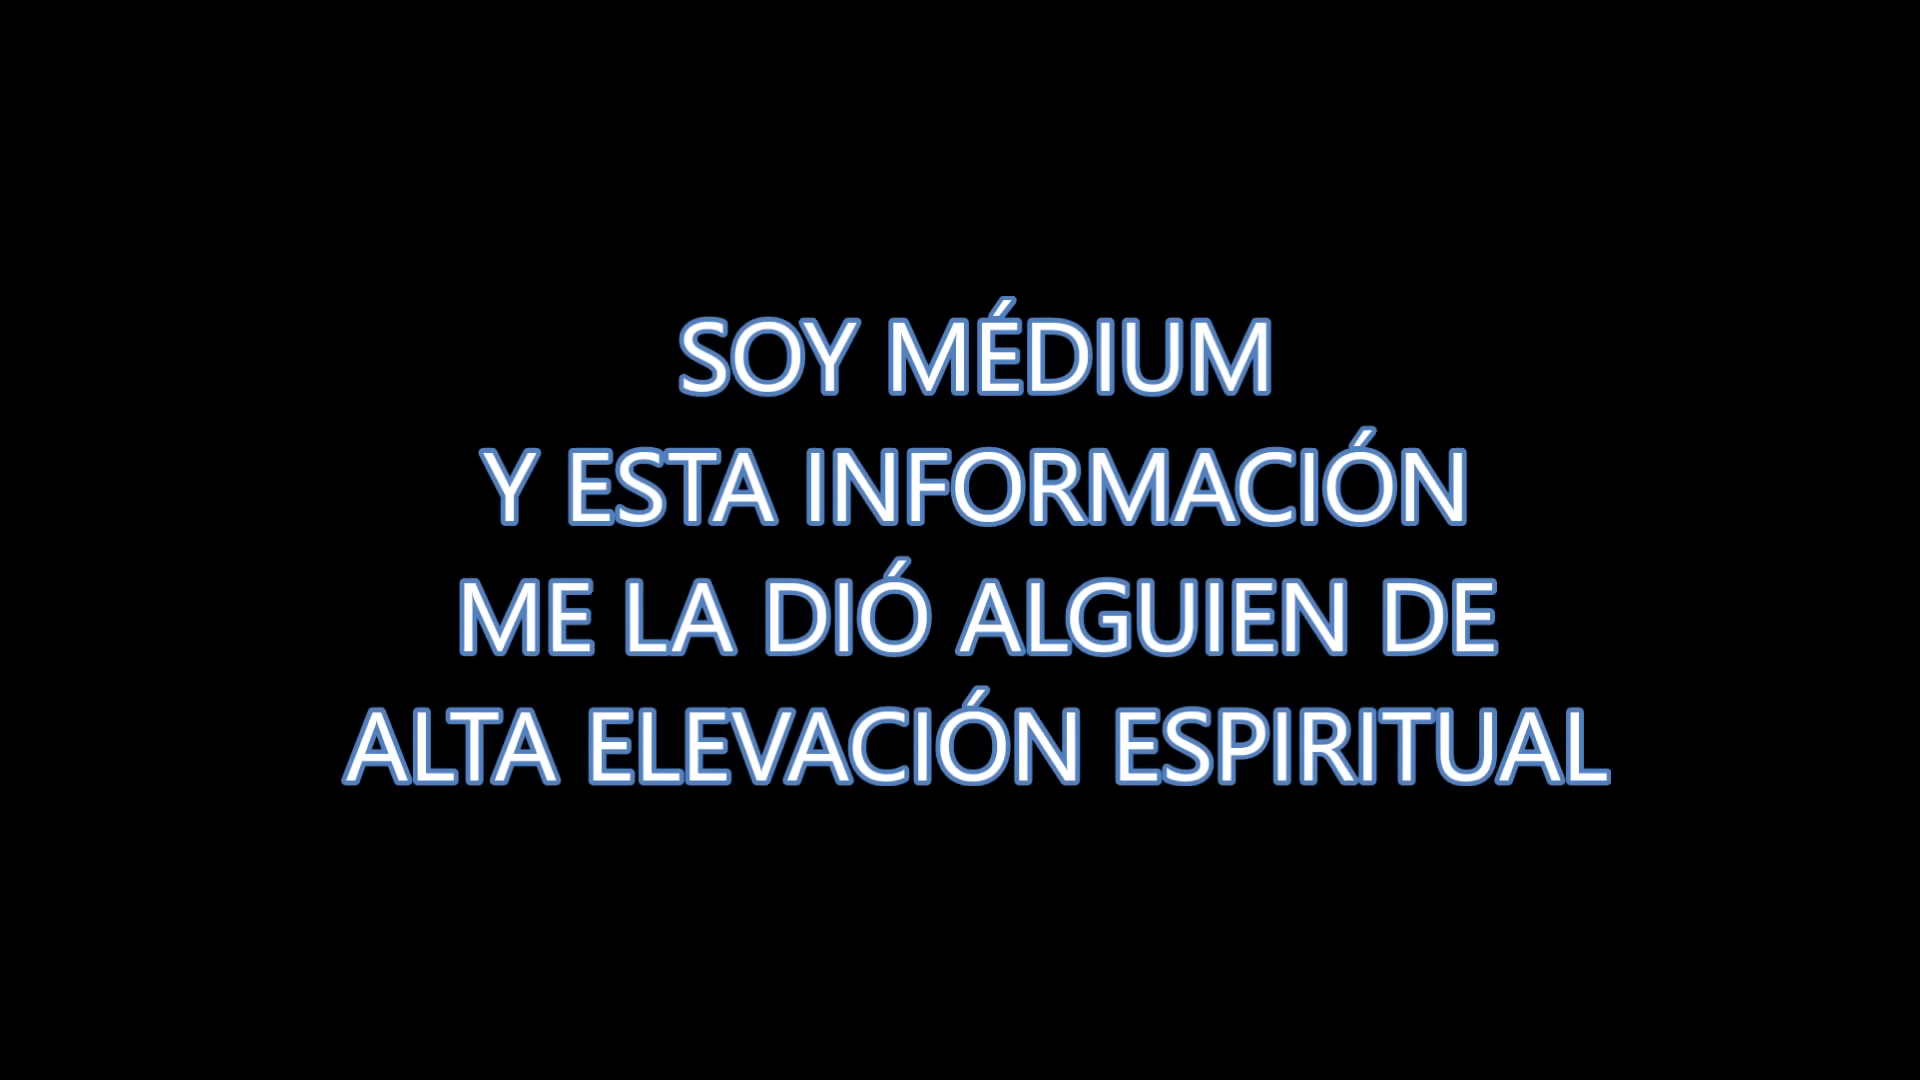 SOY MÉDIUM
Y ESTA INFORMACIÓN
ME LA DIÓ ALGUIEN DE
ALTA ELEVACIÓN ESPIRITUAL